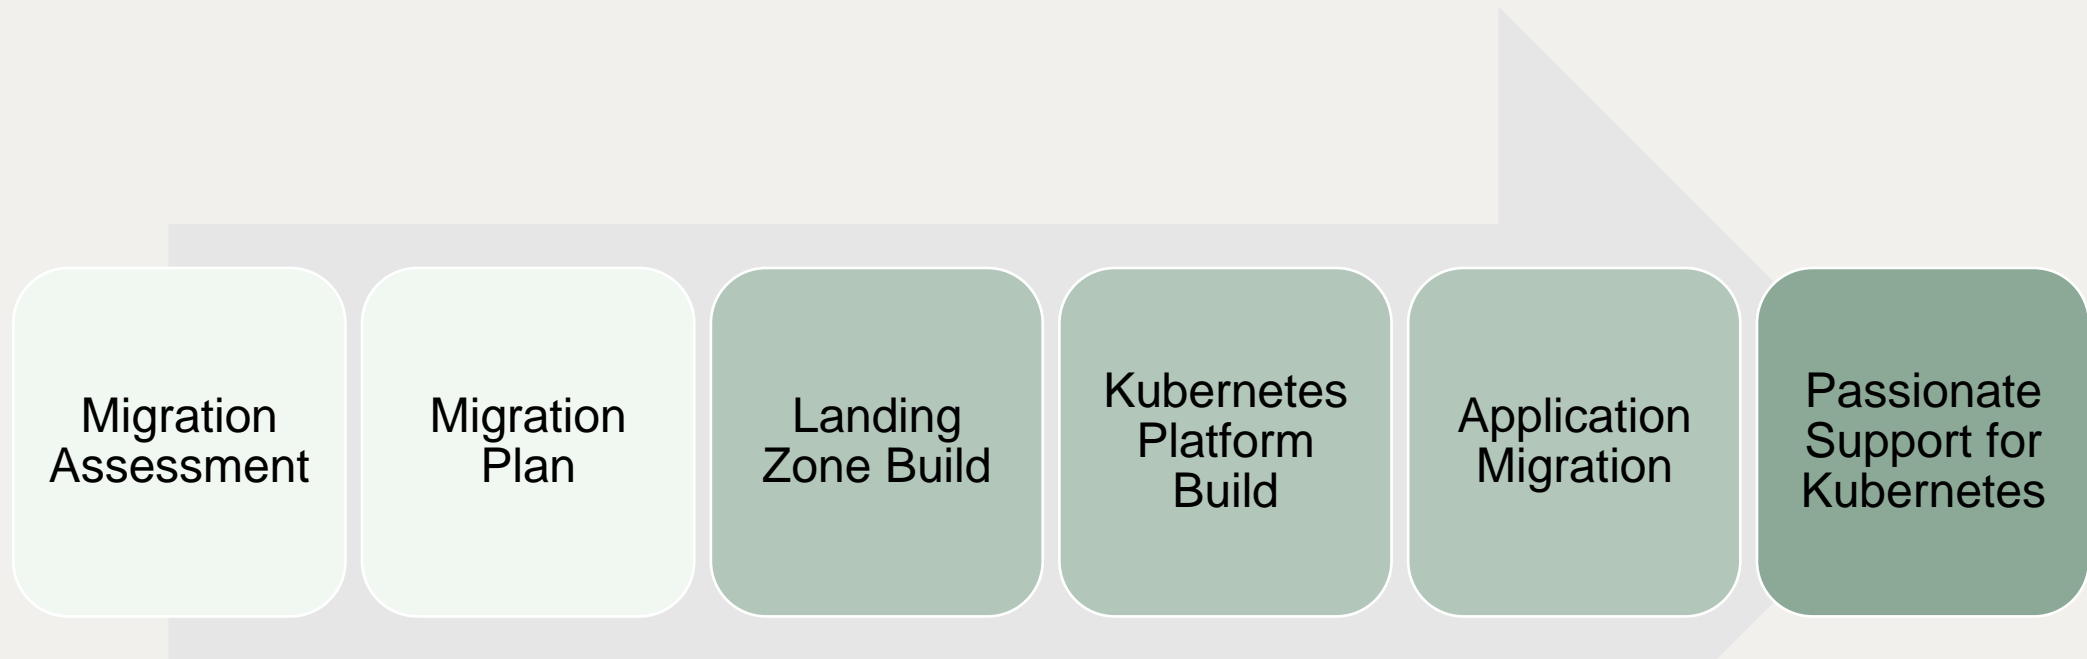 Migration
Assessment
Migration
Plan
Landing
Zone Build
Kubernetes
Platform
Build
Application
Migration
Passionate
Support for
Kubernetes